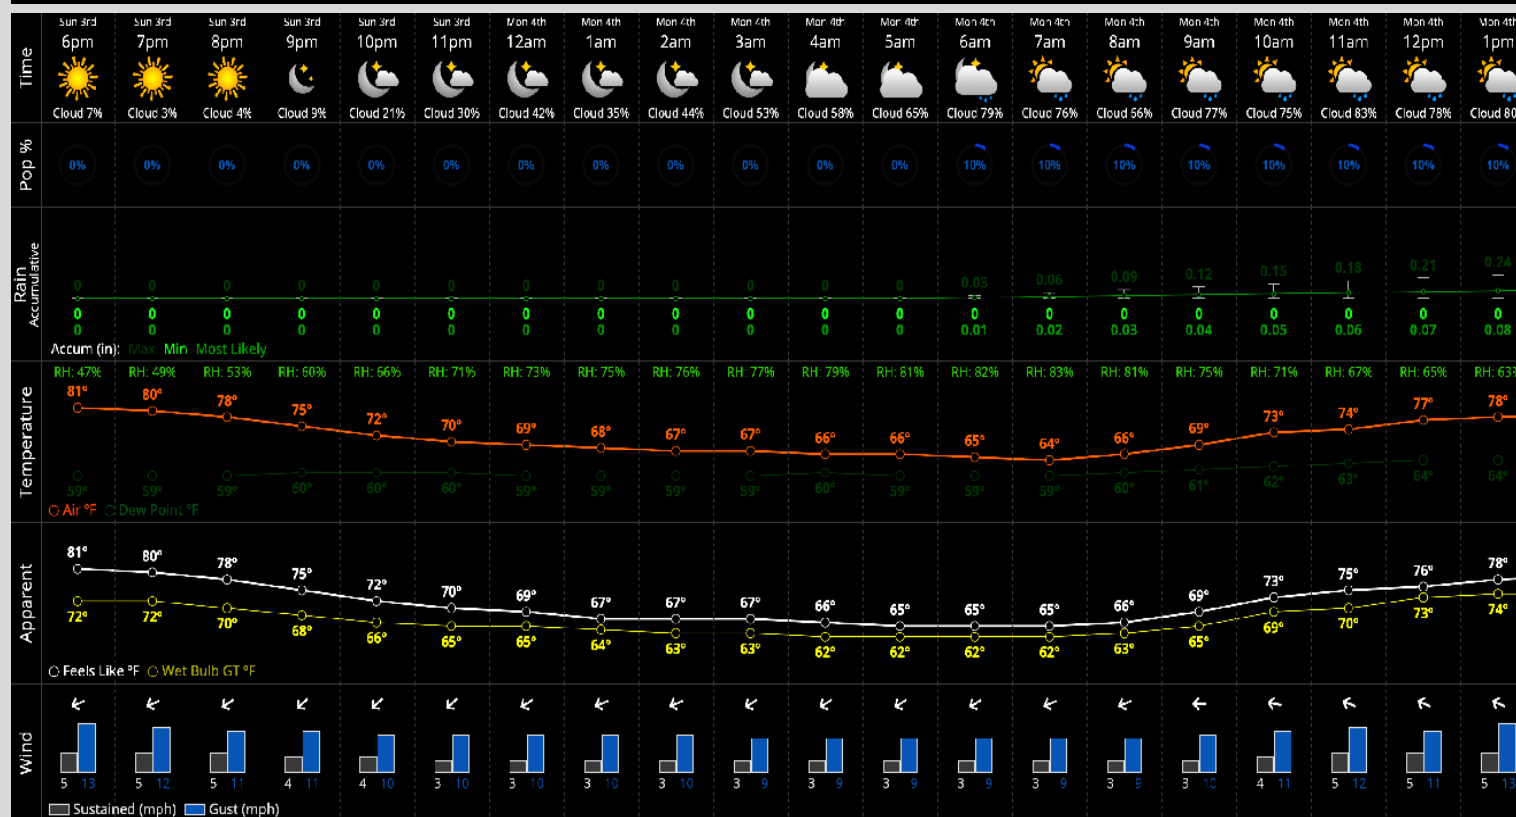 Sun 3rd Sun 3rd Sun 3rd Sun 3rd Sun 3rd Sun 3rd Mon 4th Mon 4th Mon 4th Mon 4th Mon 4th Mon 4th Mon 4th Mon 4th Mon 4th Mon 4th Mon 4th Mon 4th Mon 4th Mon 4th
Time
6pm 7pm 8pm 9pm 10pm 11pm 12am 1am 2am 3am 4am 5am 6am 7am 8am 9am 10am 11am 12pm 1pm
Cloud 7% Cloud 3% Cloud 4% Cloud 9% Cloud 21% Cloud 30% Cloud 42% Cloud 35% Cloud 44% Cloud 53% Cloud 58% Cloud 65% Cloud 79% Cloud 76% Cloud 66% Cloud 77% Cloud 75% Cloud 83% Cloud 78% Cloud 80
Pop %
0% 0% 0% 0% 0% 0% 0% 0% 0% 0% 0% 0% 10% 10% 10% 10% 10% 10% 10% 10%
Rain
Accumulative
0 0 0 0 0 0 0 0 0 0 0 0 0.03 0.06 0.09 0.12 0.15 0.18 0.21 0.24
0 0 0 0 0 0 0 0 0 0 0 0 0 0 0 0 0 0 0 0
0 0 0 0 0 0 0 0 0 0 0 0 0.01 0.02 0.03 0.04 0.05 0.06 0.07 0.08
Accum (in): Max Min Most Likely
Temperature
RH: 47% RH: 49% RH: 53% RH: 60% RH: 66% RH: 71% RH: 73% RH: 75% RH: 76% RH: 77% RH: 79% RH: 81% RH: 82% RH: 83% RH: 81% RH: 75% RH: 71% RH: 67% RH: 65% RH: 63%
81° 80° 78° 75° 72° 70° 69° 68° 67° 67° 66° 66° 65° 64° 66° 69° 73° 74° 77° 78°
59° 59° 59° 60° 60° 60° 59° 59° 59° 59° 60° 59° 59° 59° 60° 61° 62° 63° 64° 64°
Air °F Dew Point °F
Apparent
81° 80° 78° 75° 72° 70° 69° 67° 67° 67° 66° 65° 65° 65° 66° 69° 73° 75° 76° 78°
72° 72° 70° 68° 66° 65° 65° 64° 63° 63° 62° 62° 62° 62° 63° 65° 69° 70° 73° 74°
Feels Like °F Wet Bulb GT °F
Wind
5 13 5 12 5 11 4 11 4 10 3 10 3 10 3 10 3 10 3 9 3 9 3 9 3 9 3 9 3 9 3 10 4 11 5 12 5 11 5 13
Sustained (mph) Gust (mph)